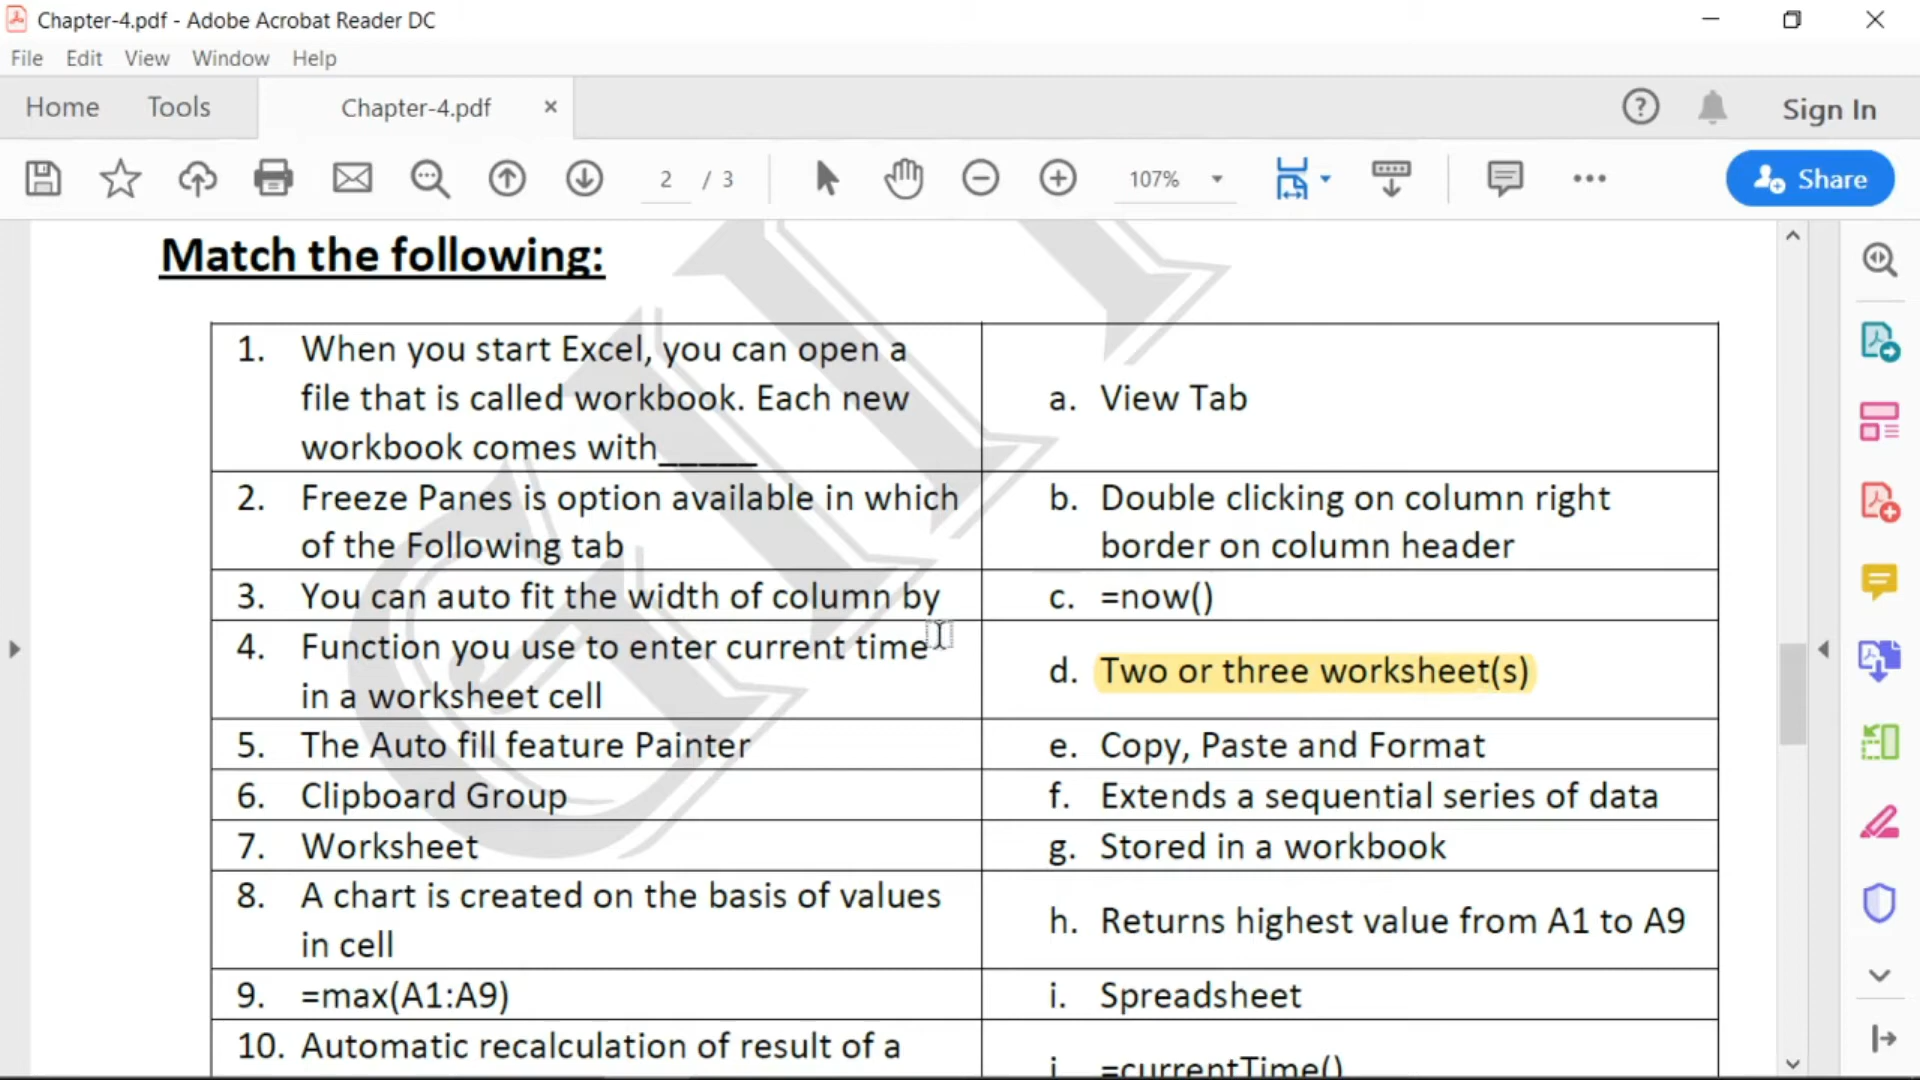 Chapter-4.pdf - Adobe Acrobat Reader DC
File Edit View Window Help
Home Tools Chapter-4.pdf × Sign In
2 / 3 107% Share
Match the following:
1. When you start Excel, you can open a
file that is called workbook. Each new
workbook comes with_____
a. View Tab
2. Freeze Panes is option available in which
of the Following tab
b. Double clicking on column right
border on column header
3. You can auto fit the width of column by
c. =now()
4. Function you use to enter current time
in a worksheet cell
d. Two or three worksheet(s)
5. The Auto fill feature Painter
e. Copy, Paste and Format
6. Clipboard Group
f. Extends a sequential series of data
7. Worksheet
g. Stored in a workbook
8. A chart is created on the basis of values
in cell
h. Returns highest value from A1 to A9
9. =max(A1:A9)
i. Spreadsheet
10. Automatic recalculation of result of a
j. =currentTime()